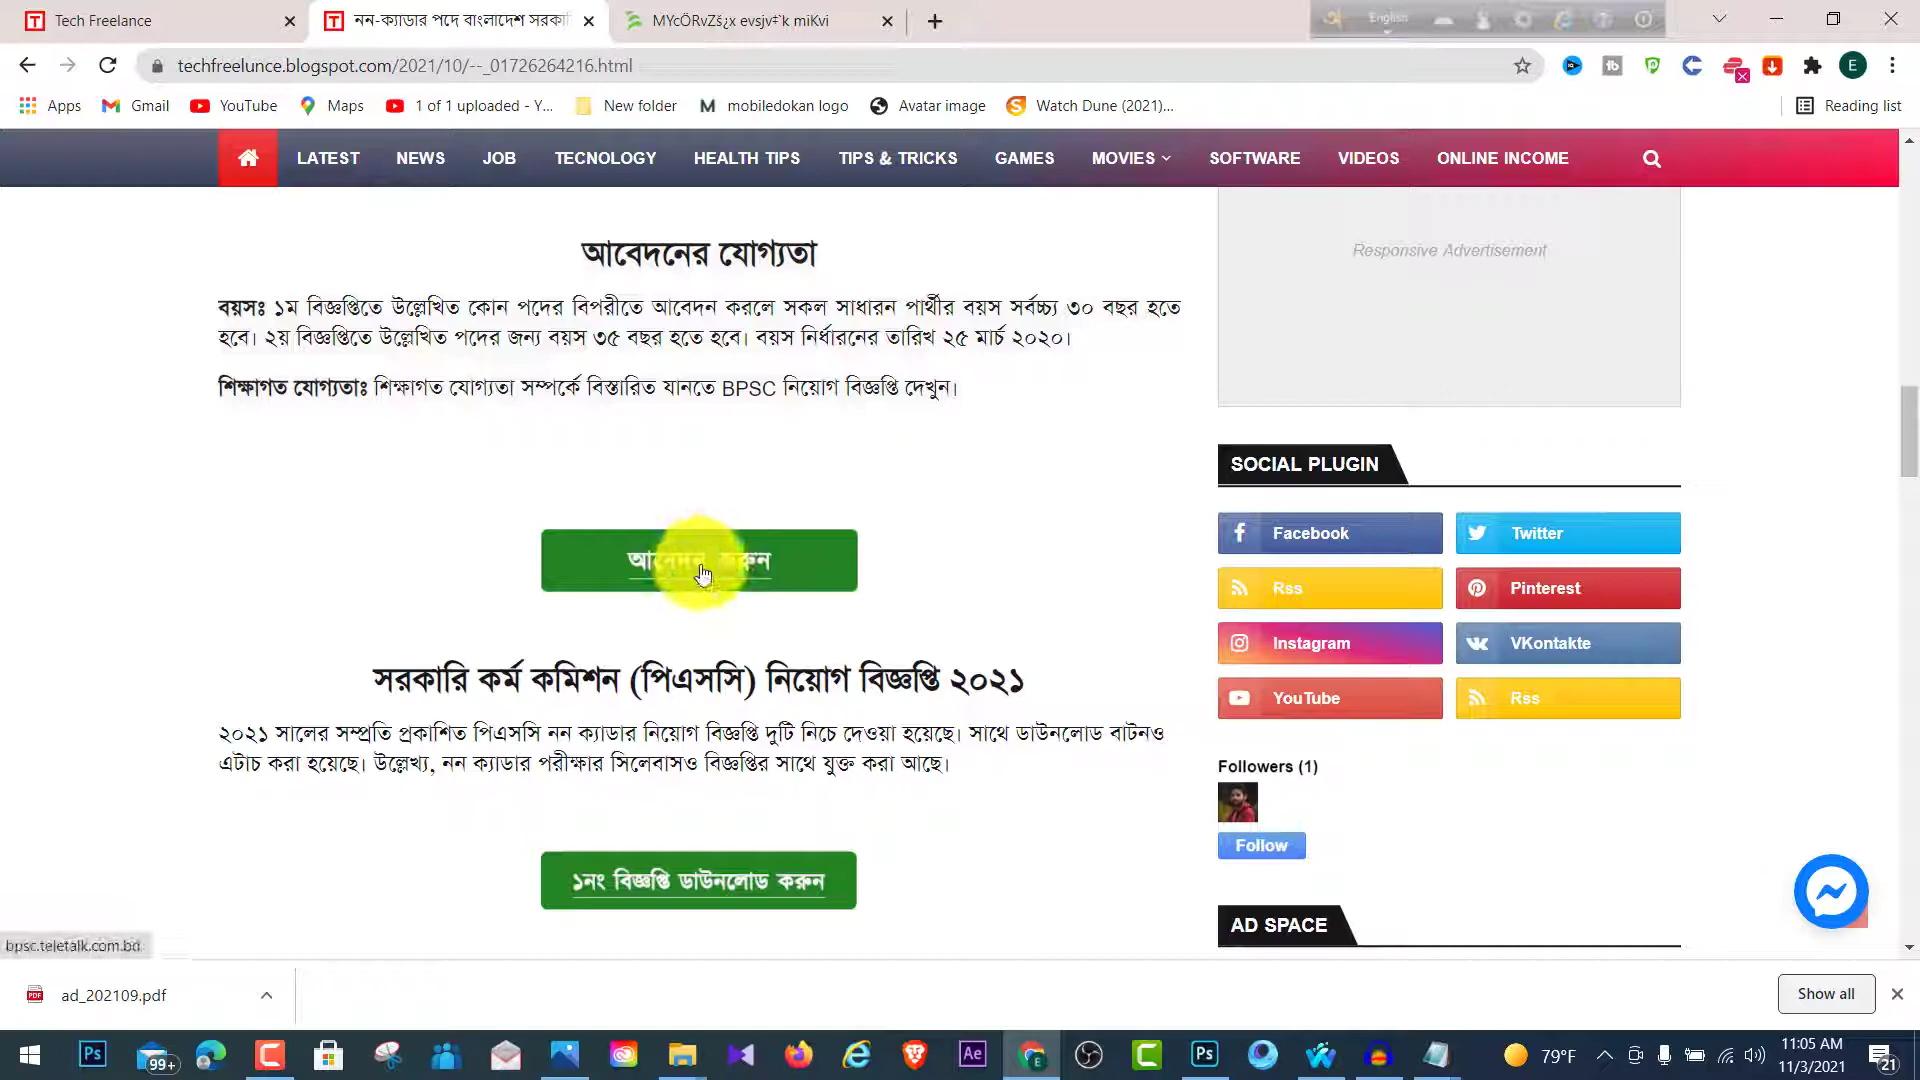 Tech Freelance
নন-ক্যাডার পদে বাংলাদেশ সরকারি
MYcÖRvZš¿x evsjv‡`k miKvi
English
techfreelunce.blogspot.com/2021/10/--_01726264216.html
Apps
Gmail
YouTube
Maps
1 of 1 uploaded - Y...
New folder
mobiledokan logo
Avatar image
Watch Dune (2021)...
Reading list
LATEST
NEWS
JOB
TECNOLOGY
HEALTH TIPS
TIPS & TRICKS
GAMES
MOVIES
SOFTWARE
VIDEOS
ONLINE INCOME
আবেদনের যোগ্যতা
বয়সঃ ১ম বিজ্ঞপ্তিতে উল্লেখিত কোন পদের বিপরীতে আবেদন করলে সকল সাধারন পার্থীর বয়স সর্বচ্চ্য ৩০ বছর হতে
হবে। ২য় বিজ্ঞপ্তিতে উল্লেখিত পদের জন্য বয়স ৩৫ বছর হতে হবে। বয়স নির্ধারনের তারিখ ২৫ মার্চ ২০২০।
শিক্ষাগত যোগ্যতাঃ শিক্ষাগত যোগ্যতা সম্পর্কে বিস্তারিত যানতে BPSC নিয়োগ বিজ্ঞপ্তি দেখুন।
আবেদন করুন
সরকারি কর্ম কমিশন (পিএসসি) নিয়োগ বিজ্ঞপ্তি ২০২১
২০২১ সালের সম্প্রতি প্রকাশিত পিএসসি নন ক্যাডার নিয়োগ বিজ্ঞপ্তি দুটি নিচে দেওয়া হয়েছে। সাথে ডাউনলোড বাটনও
এটাচ করা হয়েছে। উল্লেখ্য, নন ক্যাডার পরীক্ষার সিলেবাসও বিজ্ঞপ্তির সাথে যুক্ত করা আছে।
১নং বিজ্ঞপ্তি ডাউনলোড করুন
Responsive Advertisement
SOCIAL PLUGIN
Facebook
Twitter
Rss
Pinterest
Instagram
VKontakte
YouTube
Rss
Followers (1)
Follow
AD SPACE
bpsc.teletalk.com.bd
ad_202109.pdf
Show all
99+
79°F
11:05 AM
11/3/2021
21